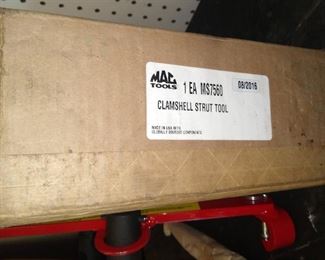 MAC
TOOLS
1 EA MS7560
08/2016
CLAMSHELL STRUT TOOL
MADE IN USA WITH
GLOBALLY SOURCED COMPONENTS